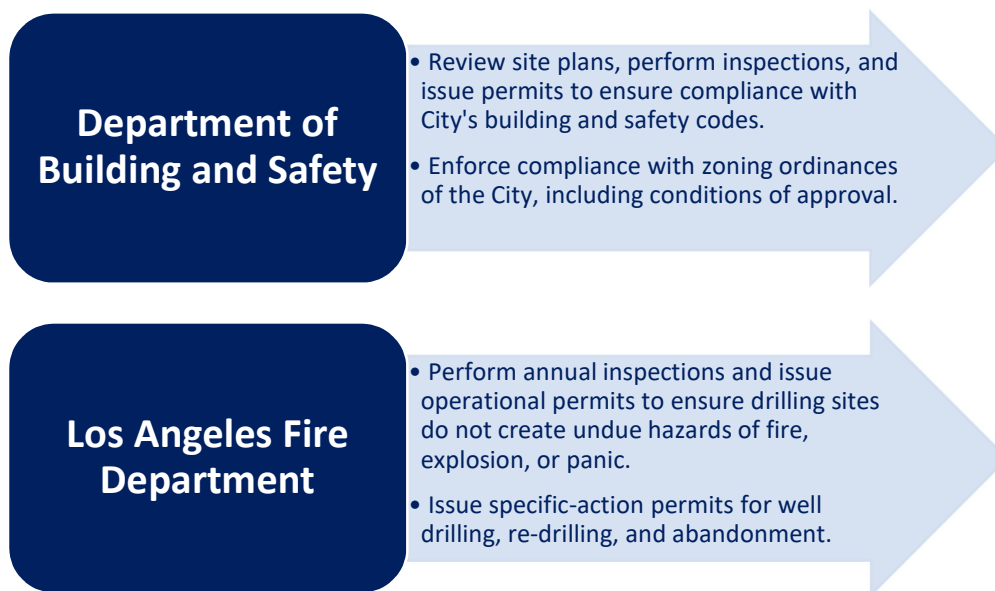 Department of
Building and Safety
• Review site plans, perform inspections, and
issue permits to ensure compliance with
City's building and safety codes.
• Enforce compliance with zoning ordinances
of the City, including conditions of approval.
Los Angeles Fire
Department
• Perform annual inspections and issue
operational permits to ensure drilling sites
do not create undue hazards of fire,
explosion, or panic.
• Issue specific-action permits for well
drilling, re-drilling, and abandonment.